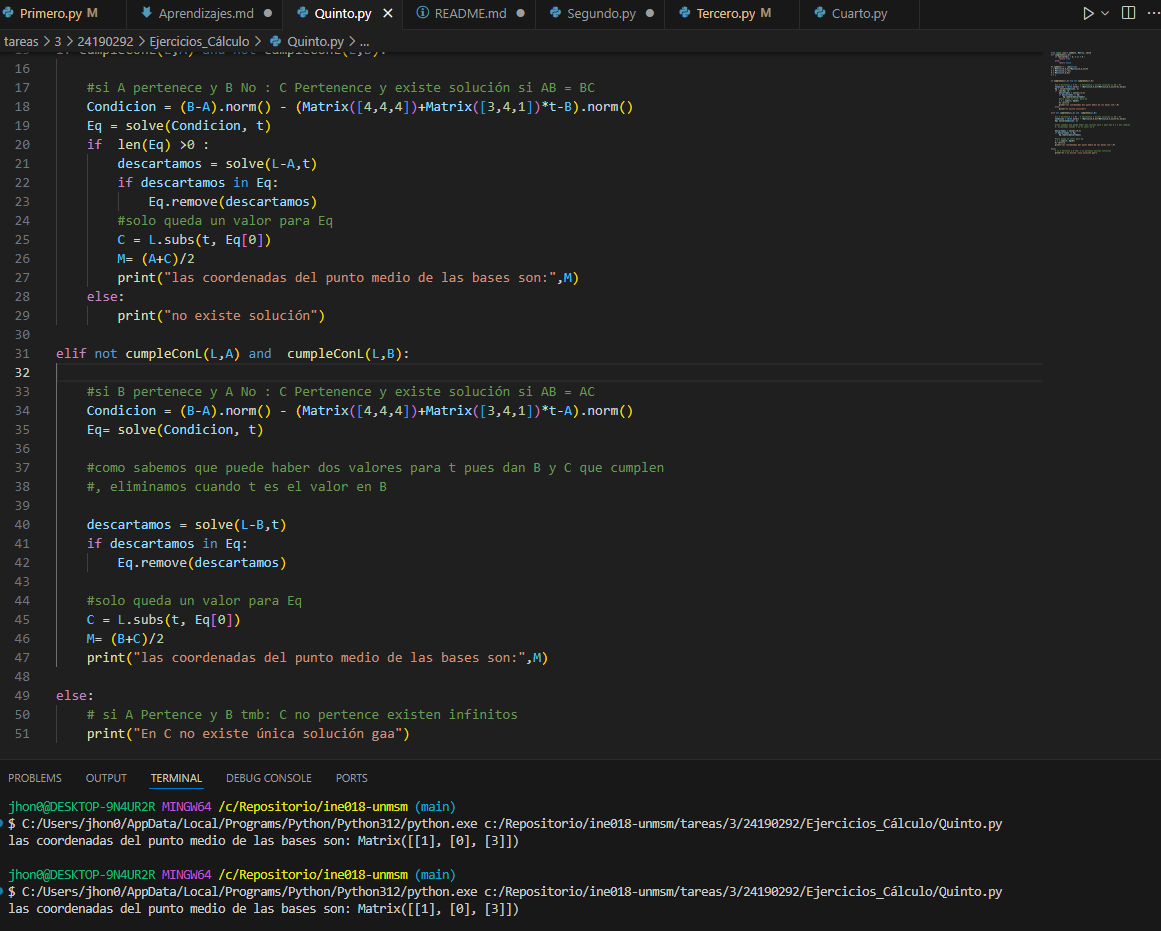 Primero.py M
Aprendizajes.md
Quinto.py
README.md
Segundo.py
Tercero.py M
Cuarto.py
tareas > 3 > 24190292 > Ejercicios_Cálculo > Quinto.py > ...
16
17 #si A pertenece y B No : C Pertenence y existe solución si AB = BC
18 Condicion = (B-A).norm() - (Matrix([4,4,4])+Matrix([3,4,1])*t-B).norm()
19 Eq = solve(Condicion, t)
20 if len(Eq) >0 :
21 descartamos = solve(L-A,t)
22 if descartamos in Eq:
23 Eq.remove(descartamos)
24 #solo queda un valor para Eq
25 C = L.subs(t, Eq[0])
26 M= (A+C)/2
27 print("las coordenadas del punto medio de las bases son:",M)
28 else:
29 print("no existe solución")
30
31 elif not cumpleConL(L,A) and cumpleConL(L,B):
32
33 #si B pertenece y A No : C Pertenence y existe solución si AB = AC
34 Condicion = (B-A).norm() - (Matrix([4,4,4])+Matrix([3,4,1])*t-A).norm()
35 Eq= solve(Condicion, t)
36
37 #como sabemos que puede haber dos valores para t pues dan B y C que cumplen
38 #, eliminamos cuando t es el valor en B
39
40 descartamos = solve(L-B,t)
41 if descartamos in Eq:
42 Eq.remove(descartamos)
43
44 #solo queda un valor para Eq
45 C = L.subs(t, Eq[0])
46 M= (B+C)/2
47 print("las coordenadas del punto medio de las bases son:",M)
48
49 else:
50 # si A Pertence y B tmb: C no pertence existen infinitos
51 print("En C no existe única solución gaa")
PROBLEMS OUTPUT TERMINAL DEBUG CONSOLE PORTS
jhon0@DESKTOP-9N4UR2R MINGW64 /c/Repositorio/ine018-unmsm (main)
$ C:/Users/jhon0/AppData/Local/Programs/Python/Python312/python.exe c:/Repositorio/ine018-unmsm/tareas/3/24190292/Ejercicios_Cálculo/Quinto.py
las coordenadas del punto medio de las bases son: Matrix([[1], [0], [3]])
jhon0@DESKTOP-9N4UR2R MINGW64 /c/Repositorio/ine018-unmsm (main)
$ C:/Users/jhon0/AppData/Local/Programs/Python/Python312/python.exe c:/Repositorio/ine018-unmsm/tareas/3/24190292/Ejercicios_Cálculo/Quinto.py
las coordenadas del punto medio de las bases son: Matrix([[1], [0], [3]])